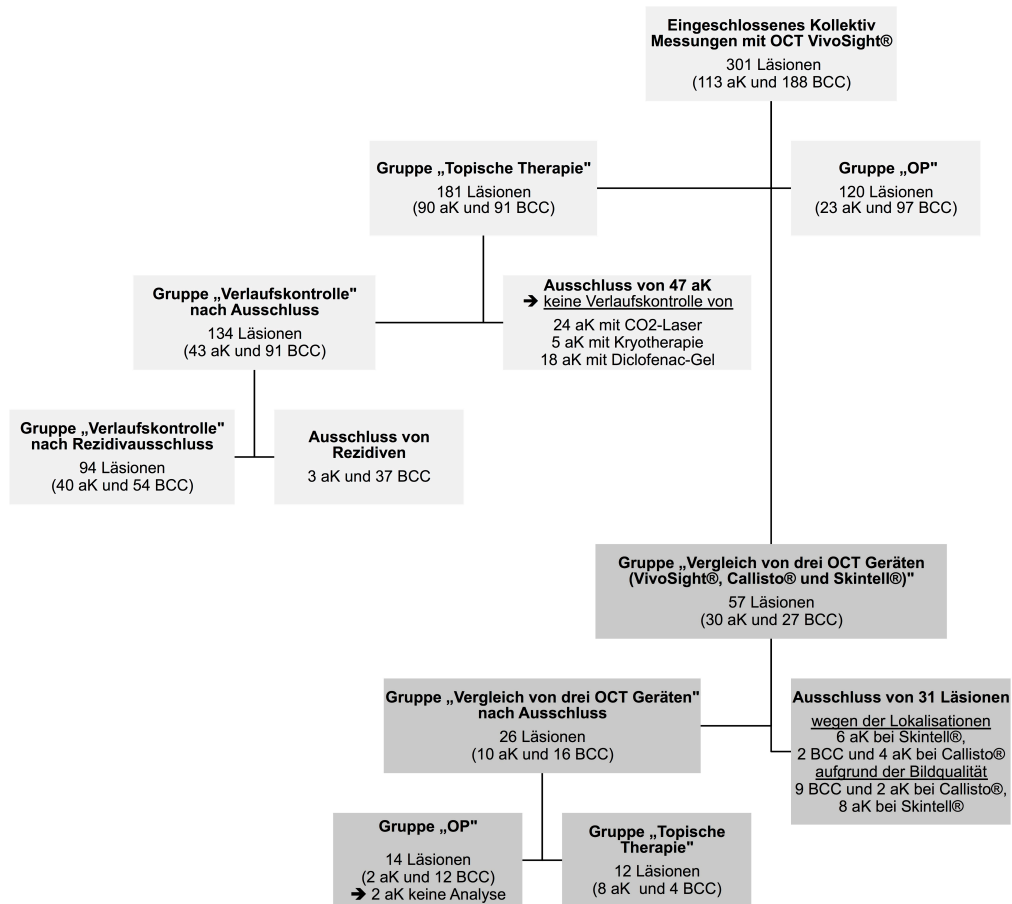 Eingeschlossenes Kollektiv
Messungen mit OCT VivoSight®
301 Läsionen
(113 aK und 188 BCC)
Gruppe „Topische Therapie"
181 Läsionen
(90 aK und 91 BCC)
Gruppe „OP"
120 Läsionen
(23 aK und 97 BCC)
Gruppe „Verlaufskontrolle"
nach Ausschluss
134 Läsionen
(43 aK und 91 BCC)
Ausschluss von 47 aK
➔ keine Verlaufskontrolle von
24 aK mit CO2-Laser
5 aK mit Kryotherapie
18 aK mit Diclofenac-Gel
Gruppe „Verlaufskontrolle"
nach Rezidivausschluss
94 Läsionen
(40 aK und 54 BCC)
Ausschluss von
Rezidiven
3 aK und 37 BCC
Gruppe „Vergleich von drei OCT Geräten
(VivoSight®, Callisto® und Skintell®)"
57 Läsionen
(30 aK und 27 BCC)
Gruppe „Vergleich von drei OCT Geräten"
nach Ausschluss
26 Läsionen
(10 aK und 16 BCC)
Ausschluss von 31 Läsionen
wegen der Lokalisationen
6 aK bei Skintell®,
2 BCC und 4 aK bei Callisto®
aufgrund der Bildqualität
9 BCC und 2 aK bei Callisto®,
8 aK bei Skintell®
Gruppe „OP"
14 Läsionen
(2 aK und 12 BCC)
➔ 2 aK keine Analyse
Gruppe „Topische
Therapie"
12 Läsionen
(8 aK und 4 BCC)